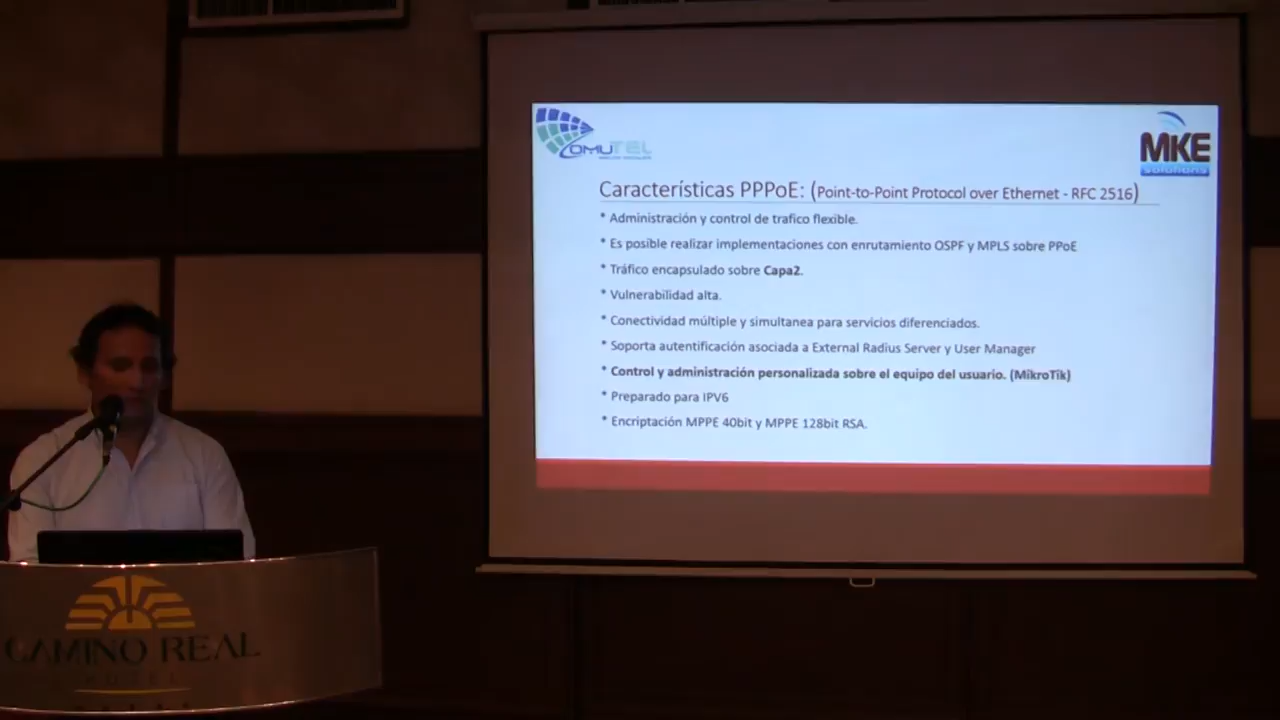 COMUTEL
MKE
Solutions
Características PPPoE: (Point-to-Point Protocol over Ethernet - RFC 2516)
* Administración y control de trafico flexible.
* Es posible realizar implementaciones con enrutamiento OSPF y MPLS sobre PPoE
* Tráfico encapsulado sobre Capa2.
* Vulnerabilidad alta.
* Conectividad múltiple y simultanea para servicios diferenciados.
* Soporta autentificación asociada a External Radius Server y User Manager
* Control y administración personalizada sobre el equipo del usuario. (MikroTik)
* Preparado para IPV6
* Encriptación MPPE 40bit y MPPE 128bit RSA.
CAMINO REAL
HOTEL